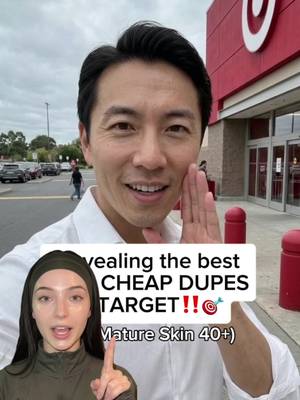 vealing the best
CHEAP DUPES
TARGET‼️🎯
Mature Skin 40+)